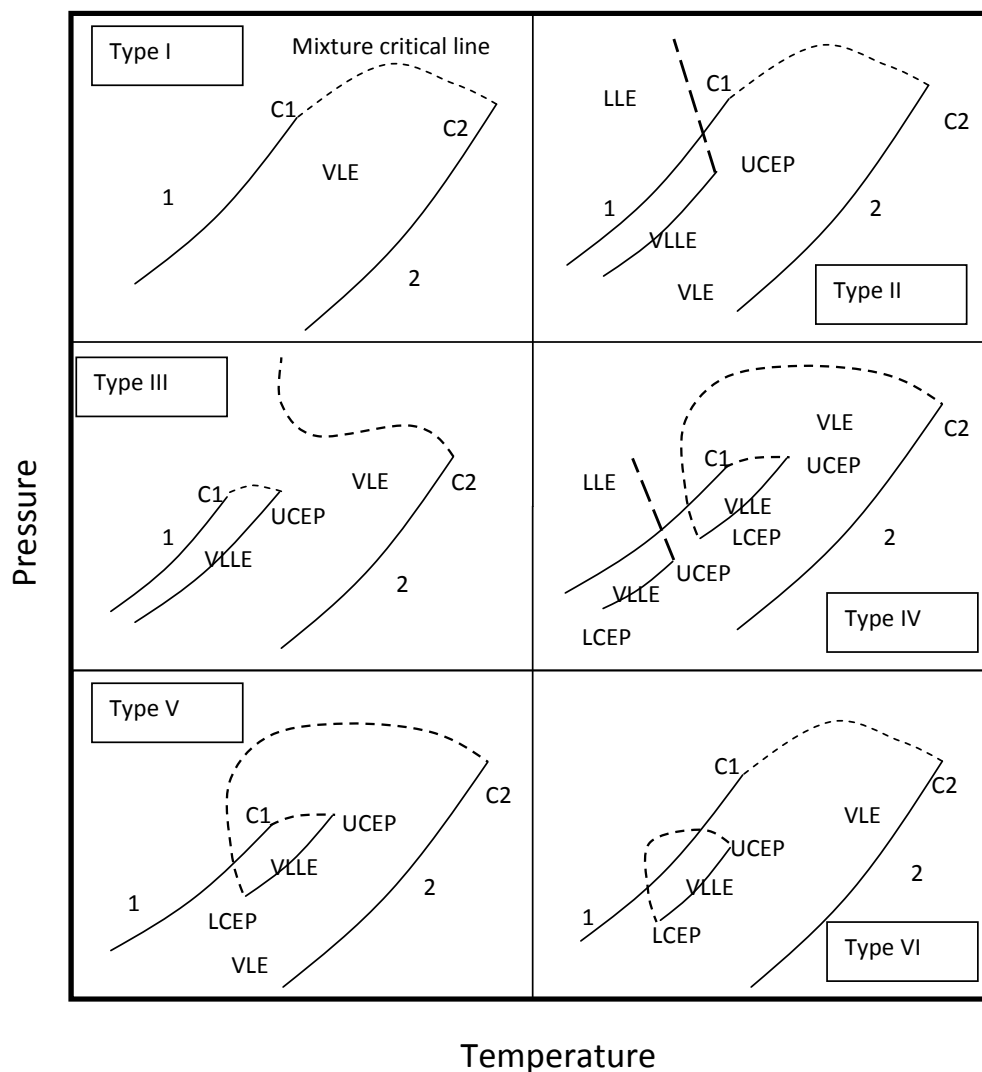 Type I
Mixture critical line
C1
C2
VLE
1
2
LLE
C1
C2
UCEP
1
2
VLLE
VLE
Type II
Type III
VLE
C2
C1
UCEP
1
VLLE
2
VLE
C2
C1
UCEP
LLE
VLLE
LCEP
2
UCEP
VLLE
LCEP
Type IV
Type V
C2
C1
UCEP
VLLE
2
1
LCEP
VLE
C1
C2
VLE
UCEP
VLLE
2
1
LCEP
Type VI
Pressure
Temperature